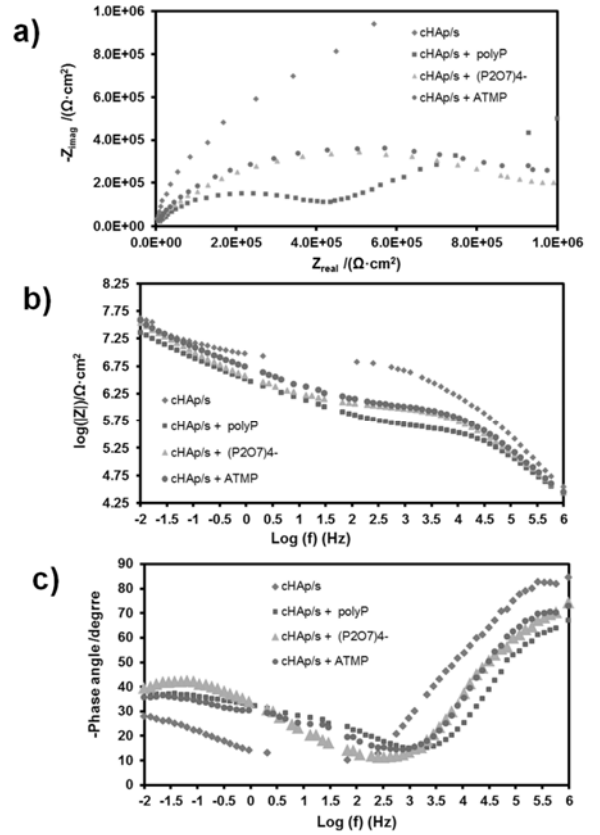 a)
1.0E+06
8.0E+05
6.0E+05
4.0E+05
2.0E+05
0.0E+00
-Zimag /(Ω·cm²)
cHAp/s
cHAp/s + polyP
cHAp/s + (P2O7)4-
cHAp/s + ATMP
0.0E+00 2.0E+05 4.0E+05 6.0E+05 8.0E+05 1.0E+06
Zreal /(Ω·cm²)
b)
8.25
7.75
7.25
6.75
6.25
5.75
5.25
4.75
4.25
log(|Z|)/Ω·cm²
cHAp/s
cHAp/s + polyP
cHAp/s + (P2O7)4-
cHAp/s + ATMP
-2 -1.5 -1 -0.5 0 0.5 1 1.5 2 2.5 3 3.5 4 4.5 5 5.5 6
Log (f) (Hz)
c)
90
80
70
60
50
40
30
20
10
0
-Phase angle/degrre
cHAp/s
cHAp/s + polyP
cHAp/s + (P2O7)4-
cHAp/s + ATMP
-2 -1.5 -1 -0.5 0 0.5 1 1.5 2 2.5 3 3.5 4 4.5 5 5.5 6
Log (f) (Hz)